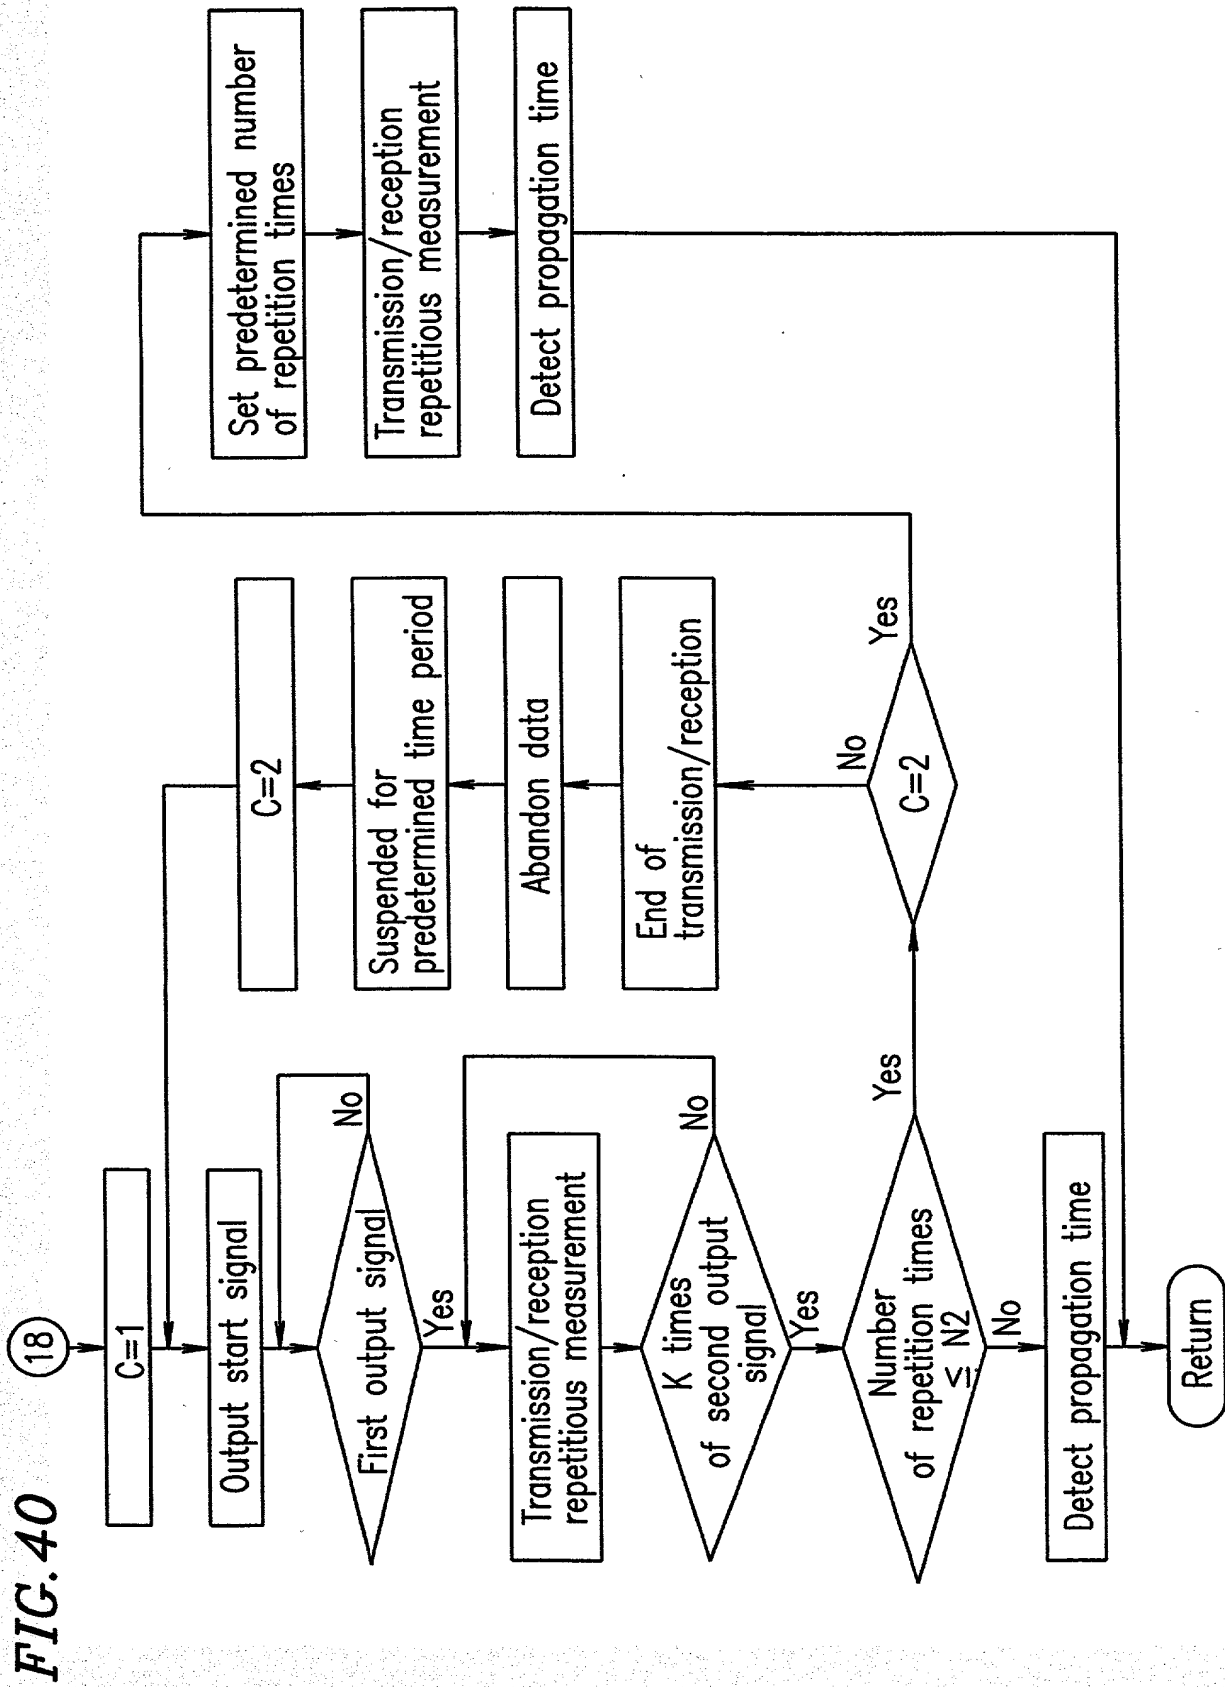 FIG.40
18
C=1
Output start signal
First output signal
No
Yes
Transmission/reception
repetitious measurement
K times
of second output
signal
No
Yes
Number
of repetition times
≤ N2
Yes
No
Detect propagation time
Return
C=2
Suspended for
predetermined time period
Abandon data
End of
transmission/reception
No
C=2
Yes
Set predetermined number
of repetition times
Transmission/reception
repetitious measurement
Detect propagation time